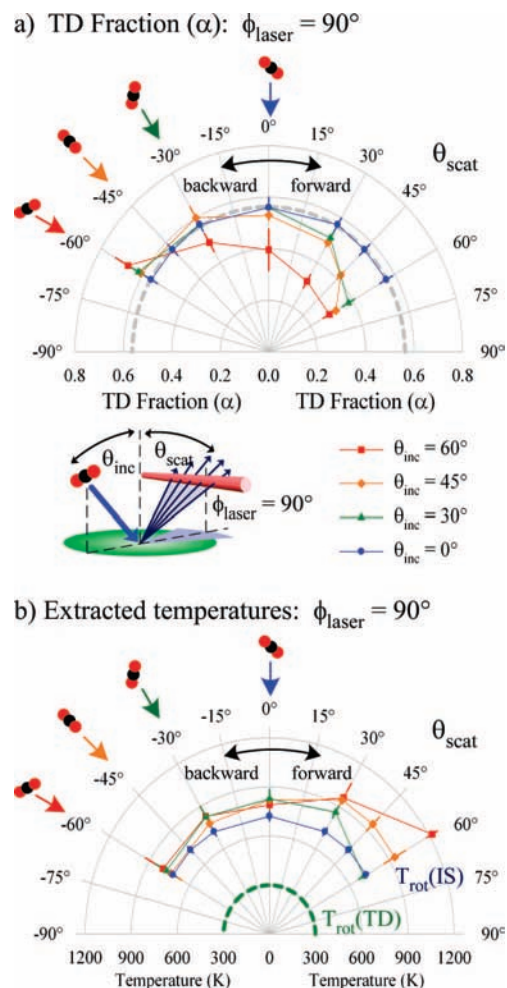 a) TD Fraction (α): ϕlaser = 90°
0°
-15° 15°
-30° 30°
θscat
backward forward
-45° 45°
-60° 60°
-75° 75°
-90° 90°
0.8 0.6 0.4 0.2 0.0 0.2 0.4 0.6 0.8
TD Fraction (α) TD Fraction (α)
θinc θscat
ϕlaser = 90°
θinc = 60°
θinc = 45°
θinc = 30°
θinc = 0°
b) Extracted temperatures: ϕlaser = 90°
0°
-15° 15°
-30° 30°
θscat
backward forward
-45° 45°
-60° 60°
-75° 75°
Trot(IS)
Trot(TD)
-90° 90°
1200 900 600 300 0 300 600 900 1200
Temperature (K) Temperature (K)